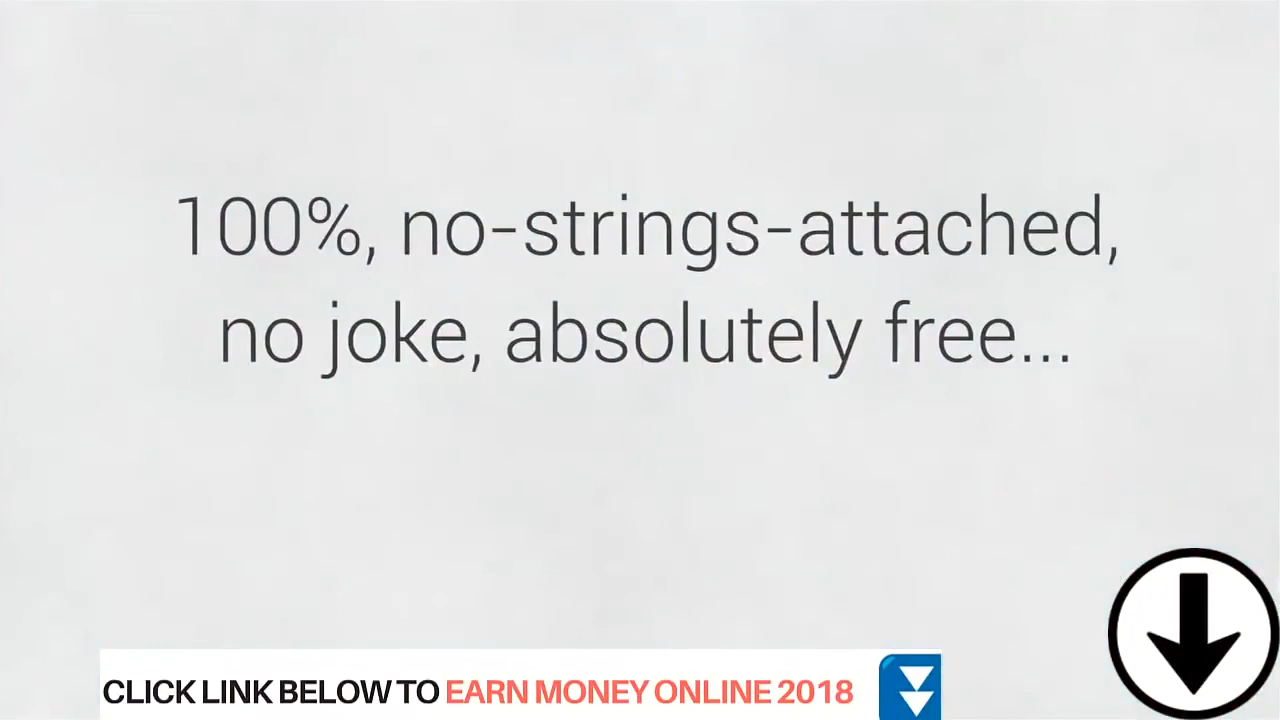 100%, no-strings-attached,
no joke, absolutely free...
CLICK LINK BELOW TO EARN MONEY ONLINE 2018